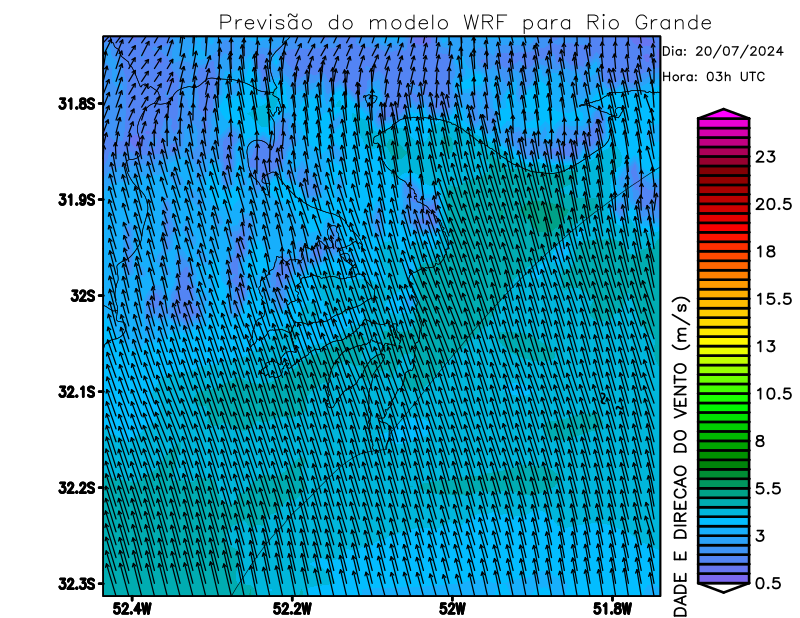 Previsão do modelo WRF para Rio Grande
Dia: 20/07/2024
Hora: 03h UTC
31.8S
31.9S
32S
32.1S
32.2S
32.3S
52.4W
52.2W
52W
51.8W
DADE E DIRECAO DO VENTO (m/s)
23
20.5
18
15.5
13
10.5
8
5.5
3
0.5